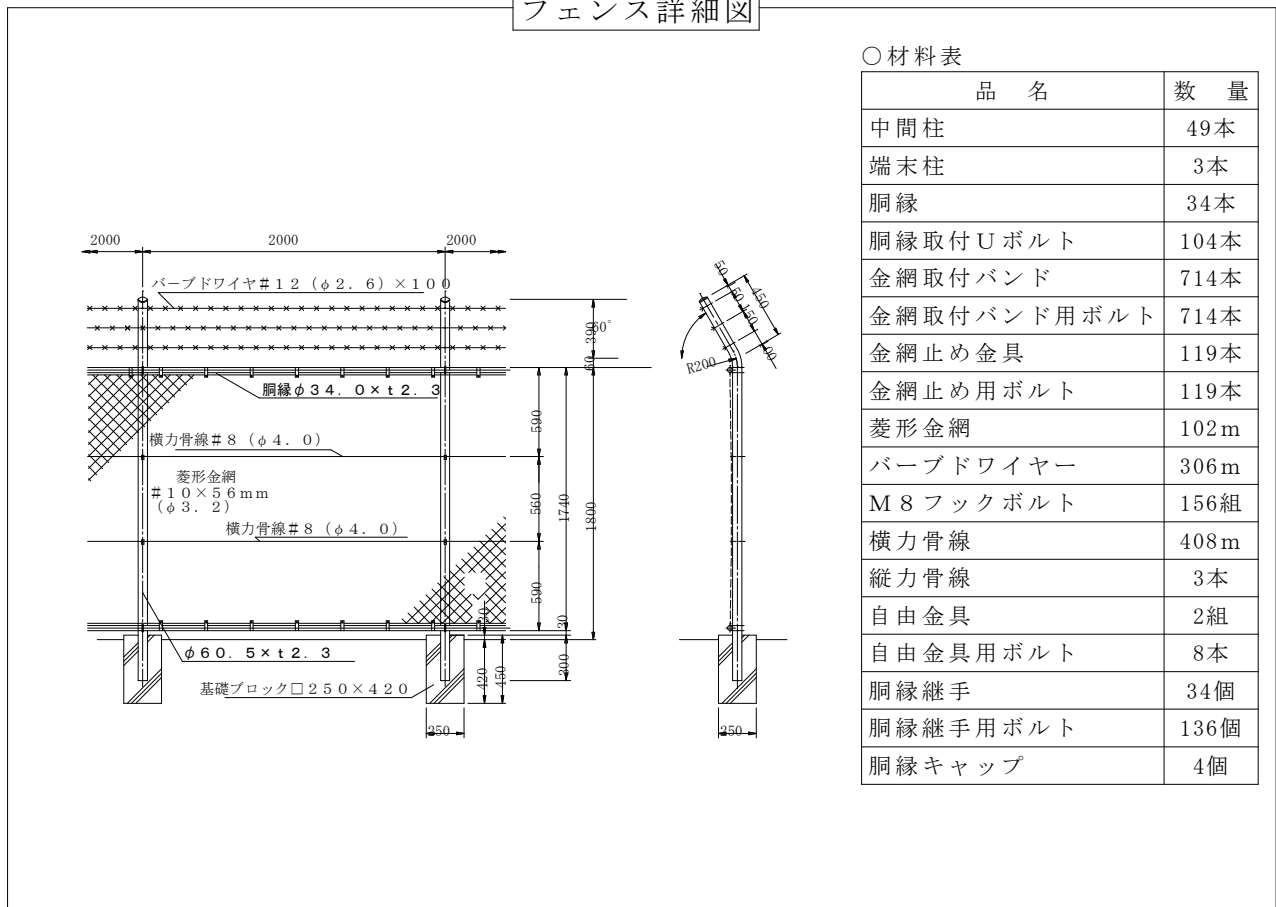 フェンス詳細図
○材料表
品　名 数　量
中間柱 49本
端末柱 3本
胴縁 34本
胴縁取付Ｕボルト 104本
金網取付バンド 714本
金網取付バンド用ボルト 714本
金網止め金具 119本
金網止め用ボルト 119本
菱形金網 102m
バーブドワイヤー 306m
Ｍ８フックボルト 156組
横力骨線 408m
縦力骨線 3本
自由金具 2組
自由金具用ボルト 8本
胴縁継手 34個
胴縁継手用ボルト 136個
胴縁キャップ 4個
2000 2000 2000
バーブドワイヤ＃１２（φ２．６）×１００
390
60°
60
胴縁φ３４．０×ｔ２．３
横力骨線＃８（φ４．０）
菱形金網
＃１０×５６mm
（φ３．２）
横力骨線＃８（φ４．０）
590
560
590
1740
1800
30
30
300
φ６０．５×ｔ２．３
基礎ブロック□２５０×４２０
420
450
250
50
150
150
100
450
R200
250